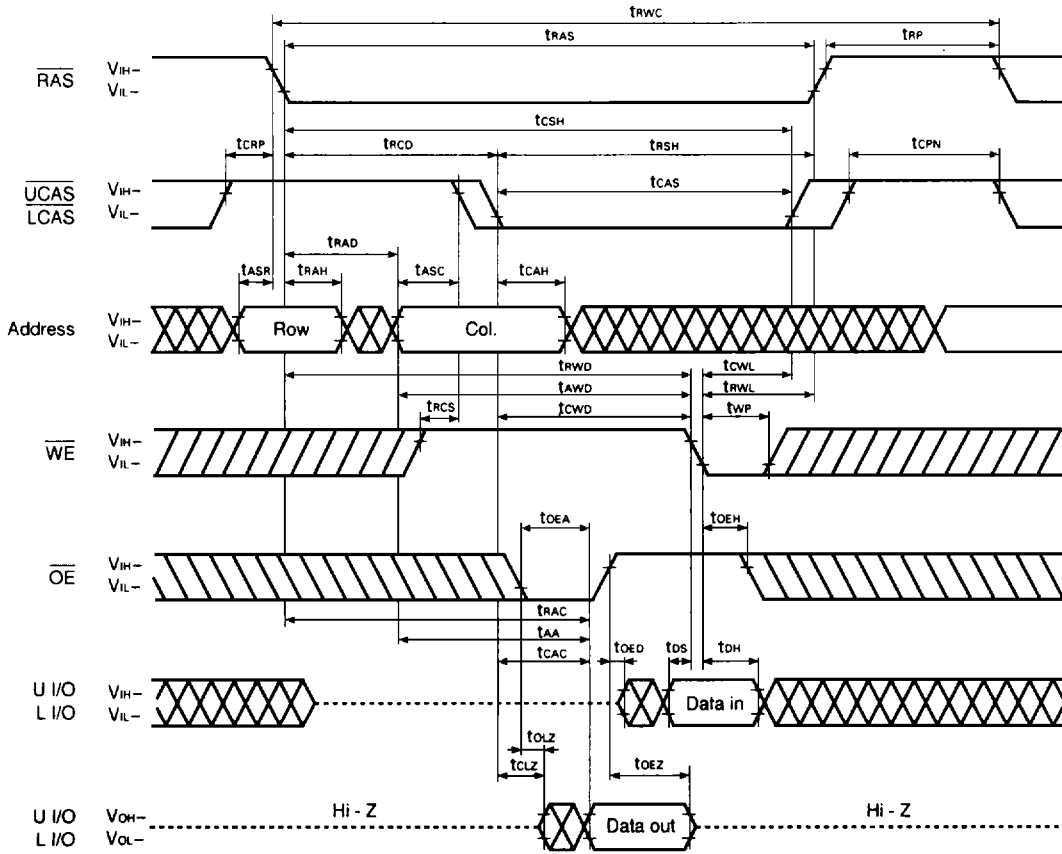 tRWC
tRAS tRP
RAS VIH–
VIL–
tCSH
tCRP tRCD tRSH tCPN
UCAS VIH–
LCAS VIL–
tCAS
tRAD
tASR tRAH tASC tCAH
Address VIH–
VIL–
Row Col.
tRWD tCWL
tAWD tRWL
tRCS tCWD tWP
WE VIH–
VIL–
tOEA tOEH
OE VIH–
VIL–
tRAC
tAA
tCAC tOED tDS tDH
U I/O VIH–
L I/O VIL–
Data in
tOLZ
tCLZ tOEZ
U I/O VOH–
L I/O VOL–
Hi - Z Data out Hi - Z